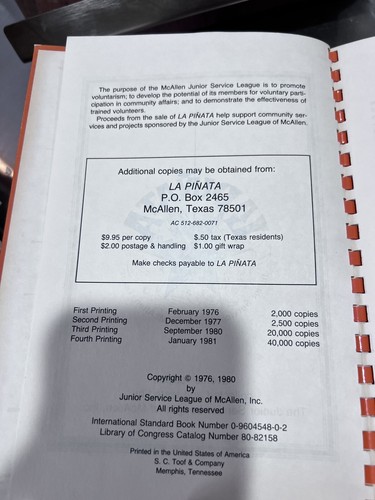 The purpose of the McAllen Junior Service League is to promote
voluntarism; to develop the potential of its members for voluntary parti-
cipation in community affairs; and to demonstrate the effectiveness of
trained volunteers.
Proceeds from the sale of LA PIÑATA help support community ser-
vices and projects sponsored by the Junior Service League of McAllen.
Additional copies may be obtained from:
LA PIÑATA
P.O. Box 2465
McAllen, Texas 78501
AC 512-682-0071
$9.95 per copy $.50 tax (Texas residents)
$2.00 postage & handling $1.00 gift wrap
Make checks payable to LA PIÑATA
First Printing February 1976 2,000 copies
Second Printing December 1977 2,500 copies
Third Printing September 1980 20,000 copies
Fourth Printing January 1981 40,000 copies
Copyright © 1976, 1980
by
Junior Service League of McAllen, Inc.
All rights reserved
International Standard Book Number 0-9604548-0-2
Library of Congress Catalog Number 80-82158
Printed in the United States of America
S. C. Toof & Company
Memphis, Tennessee